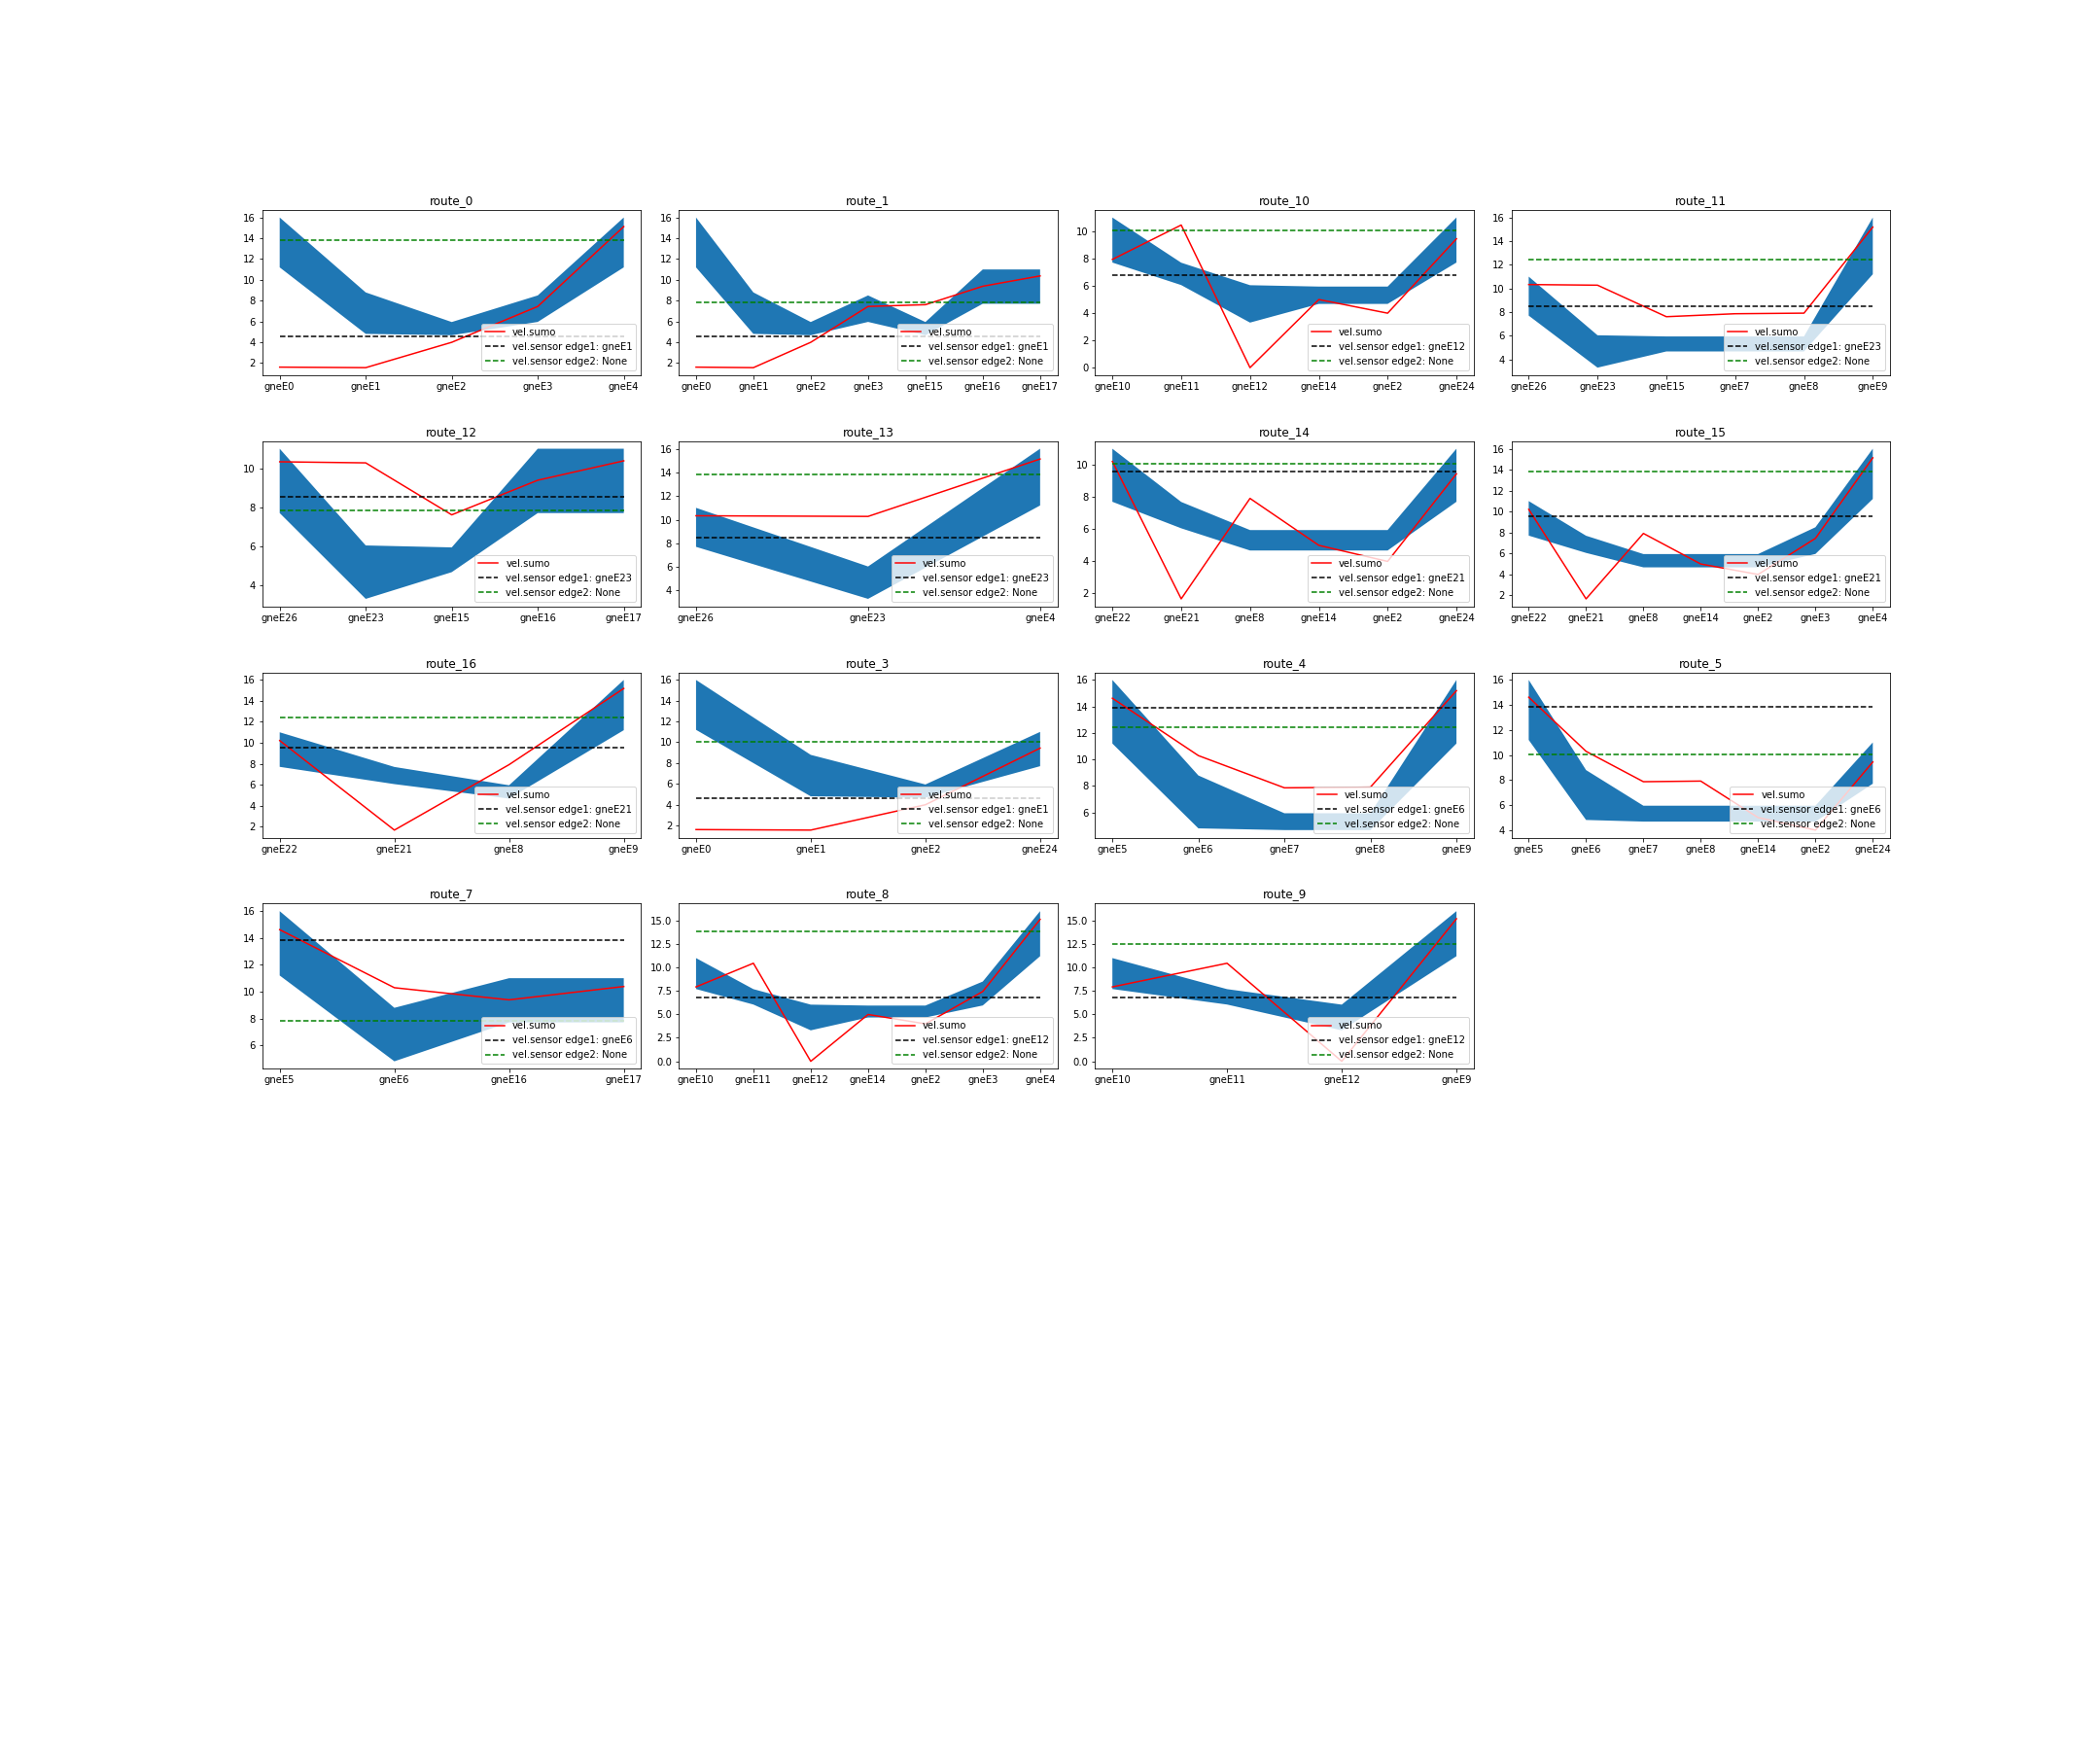 route_0
16
14
12
10
8
6
4
2
vel.sumo
vel.sensor edge1: gneE1
vel.sensor edge2: None
gneE0 gneE1 gneE2 gneE3 gneE4
route_1
16
14
12
10
8
6
4
2
vel.sumo
vel.sensor edge1: gneE1
vel.sensor edge2: None
gneE0 gneE1 gneE2 gneE3 gneE15 gneE16 gneE17
route_10
10
8
6
4
2
0
vel.sumo
vel.sensor edge1: gneE12
vel.sensor edge2: None
gneE10 gneE11 gneE12 gneE14 gneE2 gneE24
route_11
16
14
12
10
8
6
4
vel.sumo
vel.sensor edge1: gneE23
vel.sensor edge2: None
gneE26 gneE23 gneE15 gneE7 gneE8 gneE9
route_12
10
8
6
4
vel.sumo
vel.sensor edge1: gneE23
vel.sensor edge2: None
gneE26 gneE23 gneE15 gneE16 gneE17
route_13
16
14
12
10
8
6
4
vel.sumo
vel.sensor edge1: gneE23
vel.sensor edge2: None
gneE26 gneE23 gneE4
route_14
10
8
6
4
2
vel.sumo
vel.sensor edge1: gneE21
vel.sensor edge2: None
gneE22 gneE21 gneE8 gneE14 gneE2 gneE24
route_15
16
14
12
10
8
6
4
2
vel.sumo
vel.sensor edge1: gneE21
vel.sensor edge2: None
gneE22 gneE21 gneE8 gneE14 gneE2 gneE3 gneE4
route_16
16
14
12
10
8
6
4
2
vel.sumo
vel.sensor edge1: gneE21
vel.sensor edge2: None
gneE22 gneE21 gneE8 gneE9
route_3
16
14
12
10
8
6
4
2
vel.sumo
vel.sensor edge1: gneE1
vel.sensor edge2: None
gneE0 gneE1 gneE2 gneE24
route_4
16
14
12
10
8
6
vel.sumo
vel.sensor edge1: gneE6
vel.sensor edge2: None
gneE5 gneE6 gneE7 gneE8 gneE9
route_5
16
14
12
10
8
6
4
vel.sumo
vel.sensor edge1: gneE6
vel.sensor edge2: None
gneE5 gneE6 gneE7 gneE8 gneE14 gneE2 gneE24
route_7
16
14
12
10
8
6
vel.sumo
vel.sensor edge1: gneE6
vel.sensor edge2: None
gneE5 gneE6 gneE16 gneE17
route_8
15.0
12.5
10.0
7.5
5.0
2.5
0.0
vel.sumo
vel.sensor edge1: gneE12
vel.sensor edge2: None
gneE10 gneE11 gneE12 gneE14 gneE2 gneE3 gneE4
route_9
15.0
12.5
10.0
7.5
5.0
2.5
0.0
vel.sumo
vel.sensor edge1: gneE12
vel.sensor edge2: None
gneE10 gneE11 gneE12 gneE9